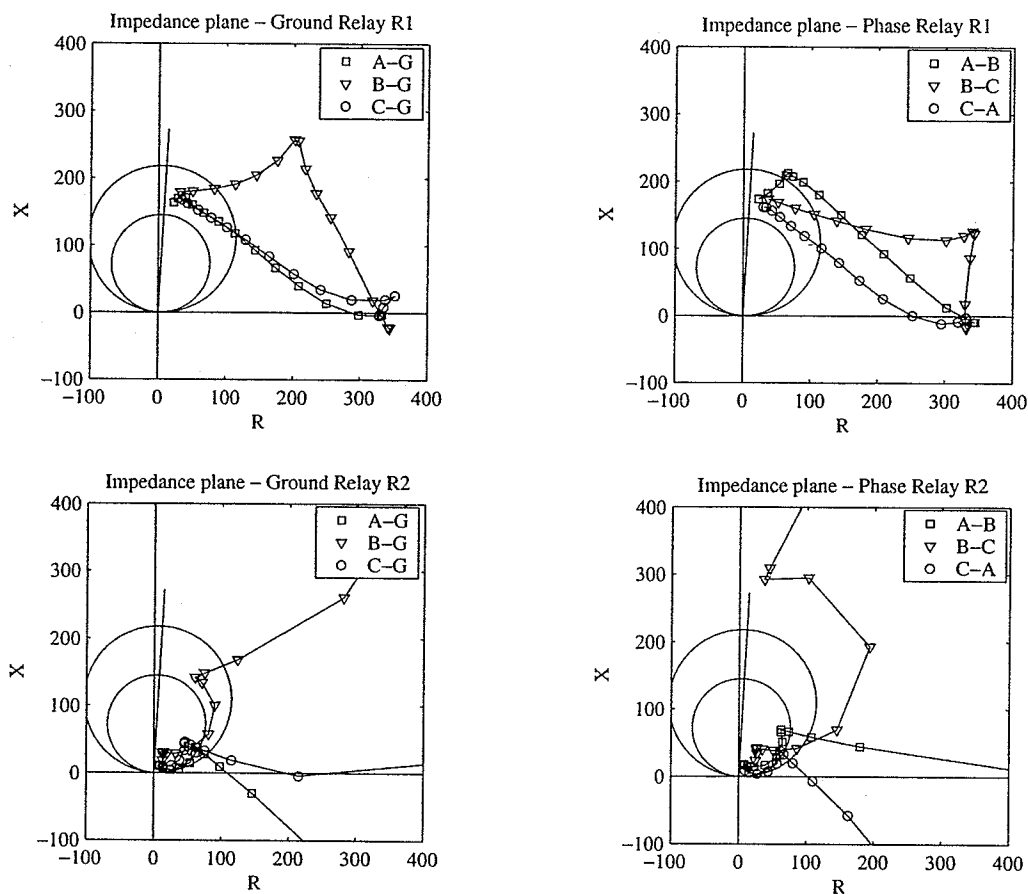 Impedance plane – Ground Relay R1
400
300
200
100
0
−100
−100
0
100
200
300
400
X
R
A–G
B–G
C–G
Impedance plane – Phase Relay R1
400
300
200
100
0
−100
−100
0
100
200
300
400
X
R
A–B
B–C
C–A
Impedance plane – Ground Relay R2
400
300
200
100
0
−100
−100
0
100
200
300
400
X
R
A–G
B–G
C–G
Impedance plane – Phase Relay R2
400
300
200
100
0
−100
−100
0
100
200
300
400
X
R
A–B
B–C
C–A